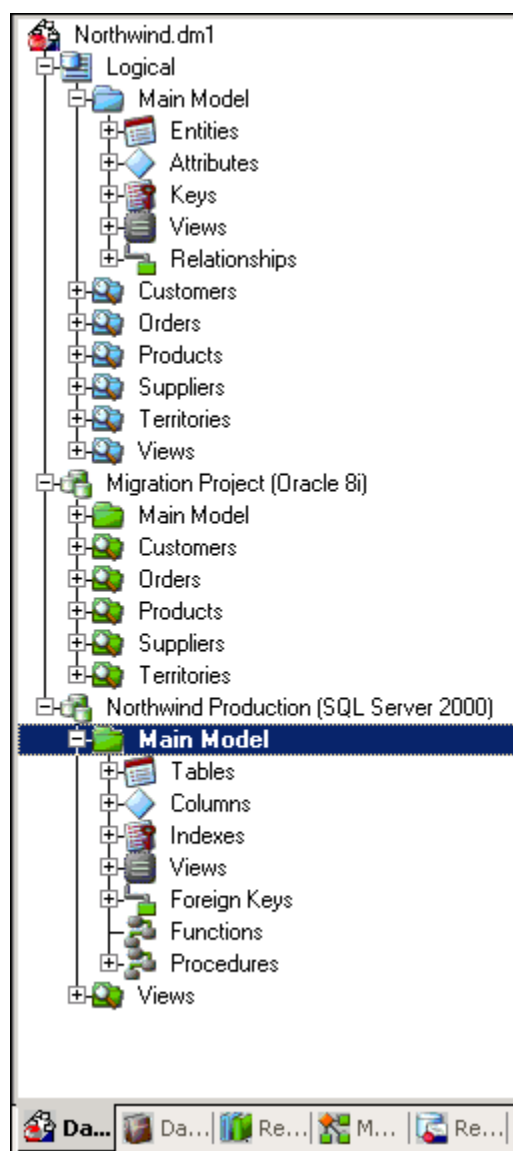 Northwind.dm1
Logical
Main Model
Entities
Attributes
Keys
Views
Relationships
Customers
Orders
Products
Suppliers
Territories
Views
Migration Project (Oracle 8i)
Main Model
Customers
Orders
Products
Suppliers
Territories
Northwind Production (SQL Server 2000)
Main Model
Tables
Columns
Indexes
Views
Foreign Keys
Functions
Procedures
Views
Da... Da... Re... M... Re...